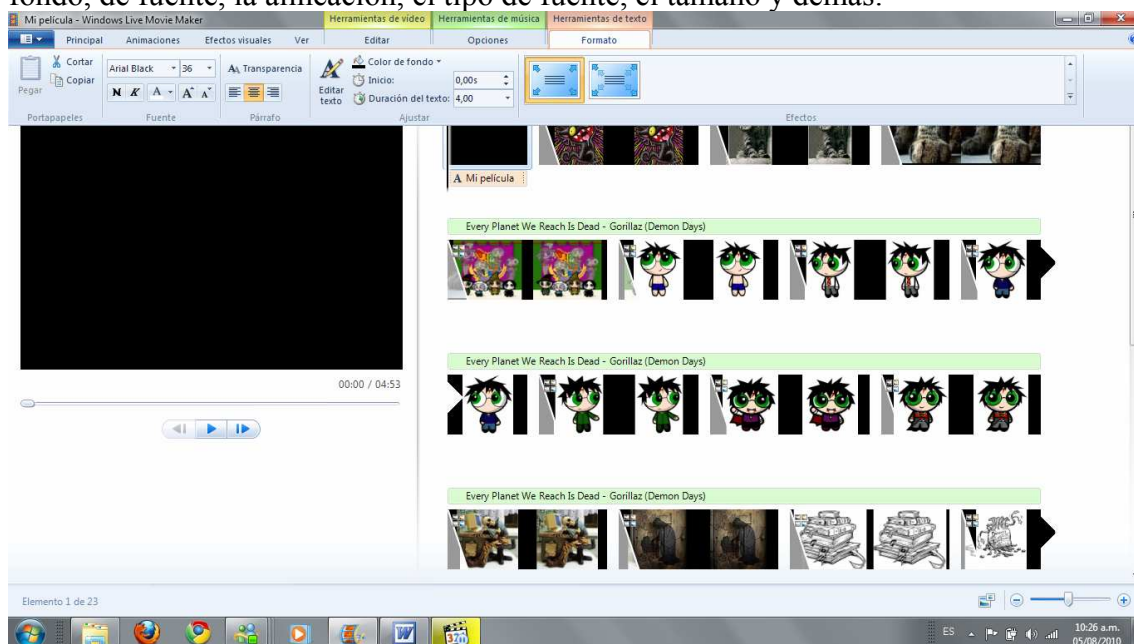 fondo, de fuente, la alineación, el tipo de fuente, el tamaño y demás.
Mi película - Windows Live Movie Maker
Herramientas de vídeo Herramientas de música Herramientas de texto
Principal Animaciones Efectos visuales Ver Editar Opciones Formato
Pegar
Cortar
Copiar
Portapapeles
Arial Black 36
N K A A A
Fuente
Transparencia
Párrafo
Editar texto
Color de fondo
Inicio: 0,00s
Duración del texto: 4,00
Ajustar
Efectos
A Mi película
Every Planet We Reach Is Dead - Gorillaz (Demon Days)
Every Planet We Reach Is Dead - Gorillaz (Demon Days)
00:00 / 04:53
Every Planet We Reach Is Dead - Gorillaz (Demon Days)
Elemento 1 de 23
ES
10:26 a.m.
05/08/2010